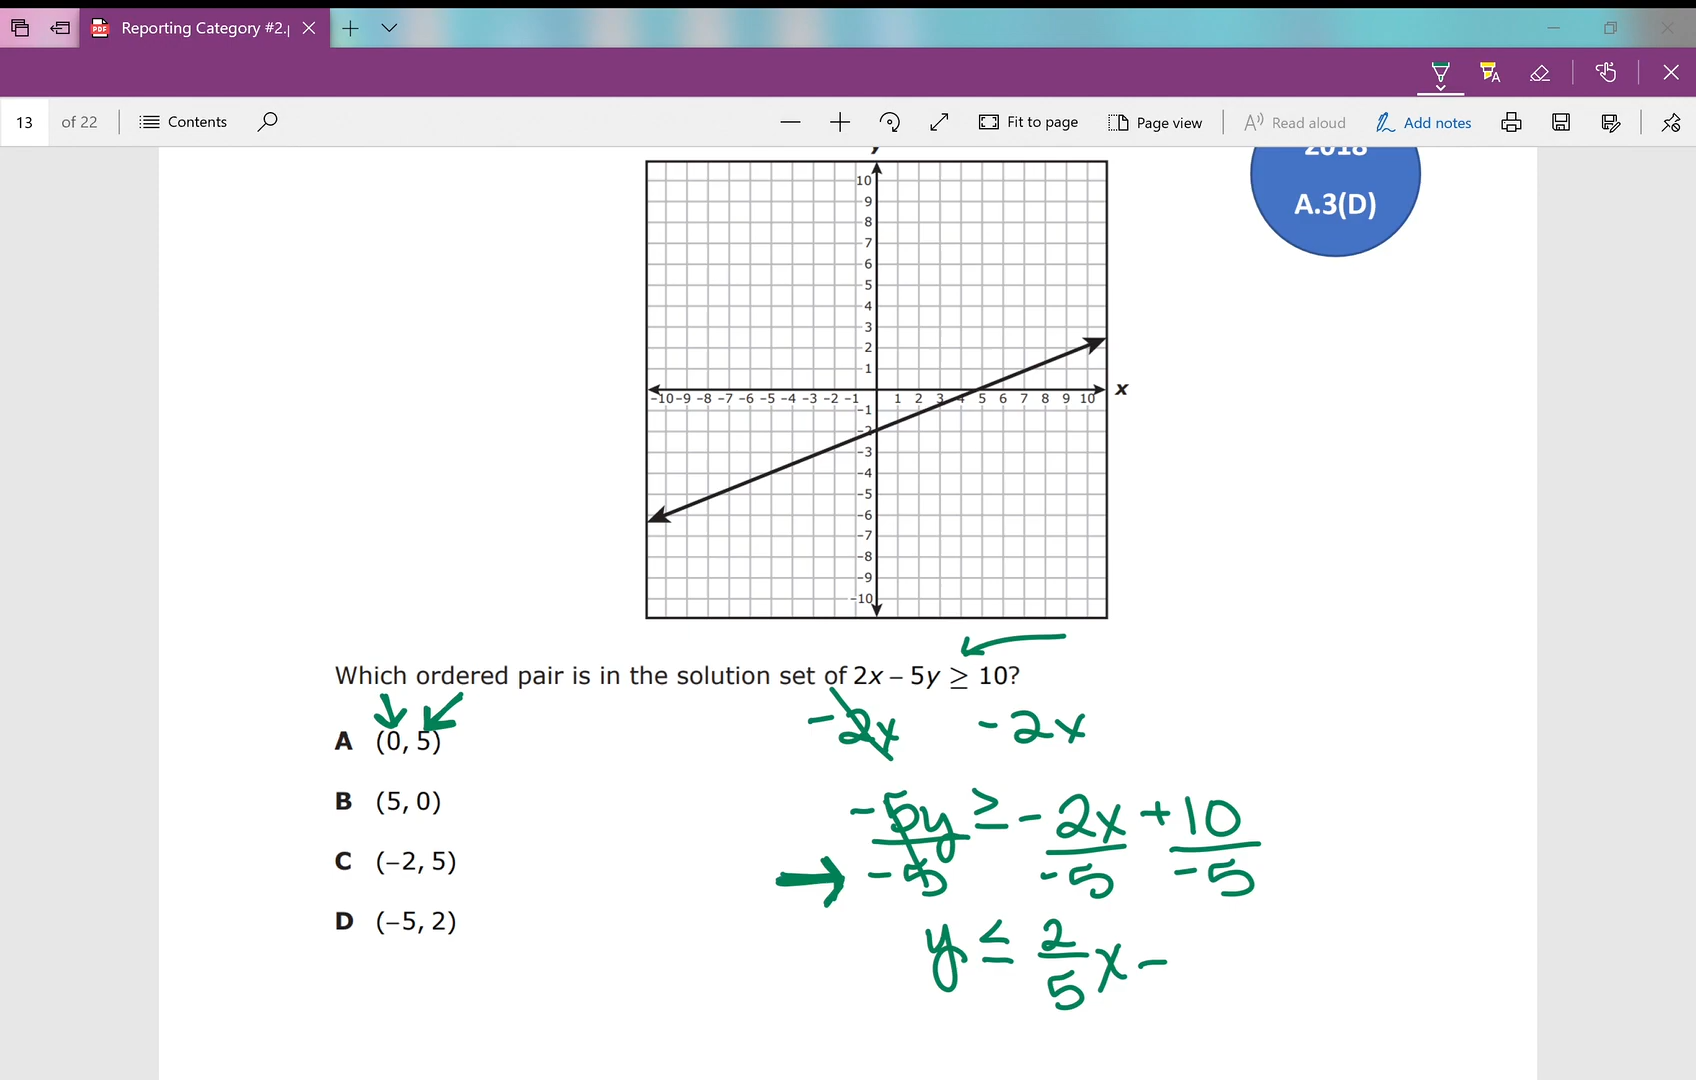 Reporting Category #2.p
13 of 22 Contents Fit to page Page view A Read aloud Add notes
2018
A.3(D)
y
10
9
8
7
6
5
4
3
2
1
x
-10 -9 -8 -7 -6 -5 -4 -3 -2 -1 1 2 3 4 5 6 7 8 9 10
-1
-2
-3
-4
-5
-6
-7
-8
-9
-10
Which ordered pair is in the solution set of 2x – 5y ≥ 10?
-2x -2x
A (0, 5)
B (5, 0)
-5y ≥ -2x + 10
C (−2, 5)
-5 -5 -5
D (−5, 2)
y ≤ 2/5 x -